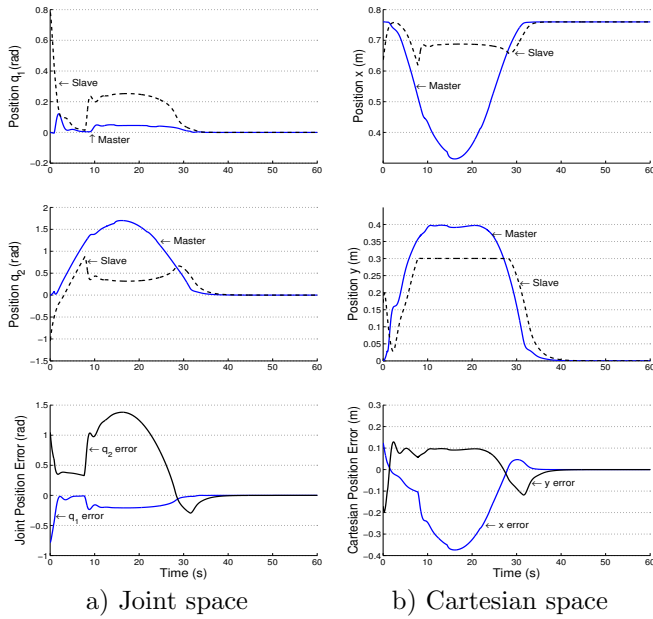 Position q1 (rad)
0.8
0.6
0.4
0.2
0
−0.2
0 10 20 30 40 50 60
←Slave
↑ Master
Position x (m)
0.8
0.6
0.4
0 10 20 30 40 50 60
←Slave
←Master
Position q2 (rad)
2
1.5
1
0.5
0
−0.5
−1
−1.5
0 10 20 30 40 50 60
←Master
Slave
←
Position y (m)
0.4
0.35
0.3
0.25
0.2
0.15
0.1
0.05
0
0 10 20 30 40 50 60
←Master
←Slave
Joint Position Error (rad)
1.5
1
0.5
0
−0.5
−1
0 10 20 30 40 50 60
←q2 error
←q1 error
Time (s)
Cartesian Position Error (m)
0.3
0.2
0.1
0
−0.1
−0.2
−0.3
−0.4
0 10 20 30 40 50 60
←y error
←x error
Time (s)
a) Joint space
b) Cartesian space